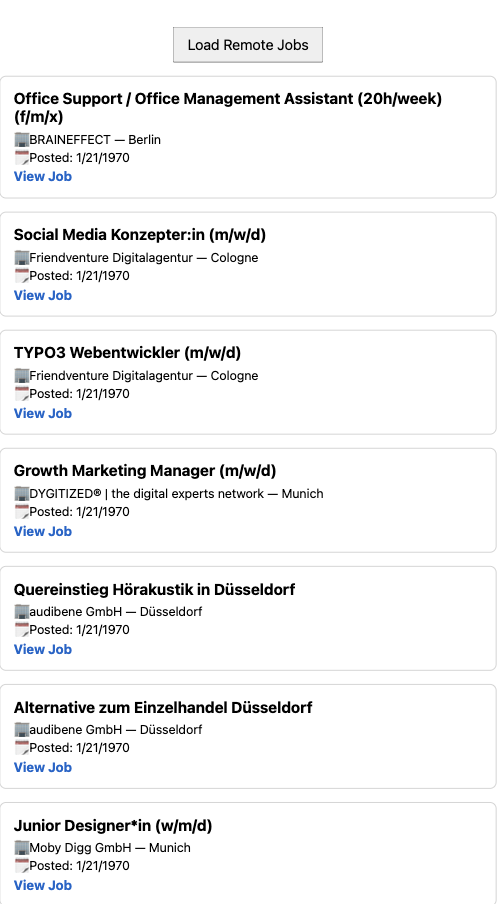 Load Remote Jobs
Office Support / Office Management Assistant (20h/week)
(f/m/x)
BRAINEFFECT — Berlin
Posted: 1/21/1970
View Job
Social Media Konzepter:in (m/w/d)
Friendventure Digitalagentur — Cologne
Posted: 1/21/1970
View Job
TYPO3 Webentwickler (m/w/d)
Friendventure Digitalagentur — Cologne
Posted: 1/21/1970
View Job
Growth Marketing Manager (m/w/d)
DYGITIZED® | the digital experts network — Munich
Posted: 1/21/1970
View Job
Quereinstieg Hörakustik in Düsseldorf
audibene GmbH — Düsseldorf
Posted: 1/21/1970
View Job
Alternative zum Einzelhandel Düsseldorf
audibene GmbH — Düsseldorf
Posted: 1/21/1970
View Job
Junior Designer*in (w/m/d)
Moby Digg GmbH — Munich
Posted: 1/21/1970
View Job